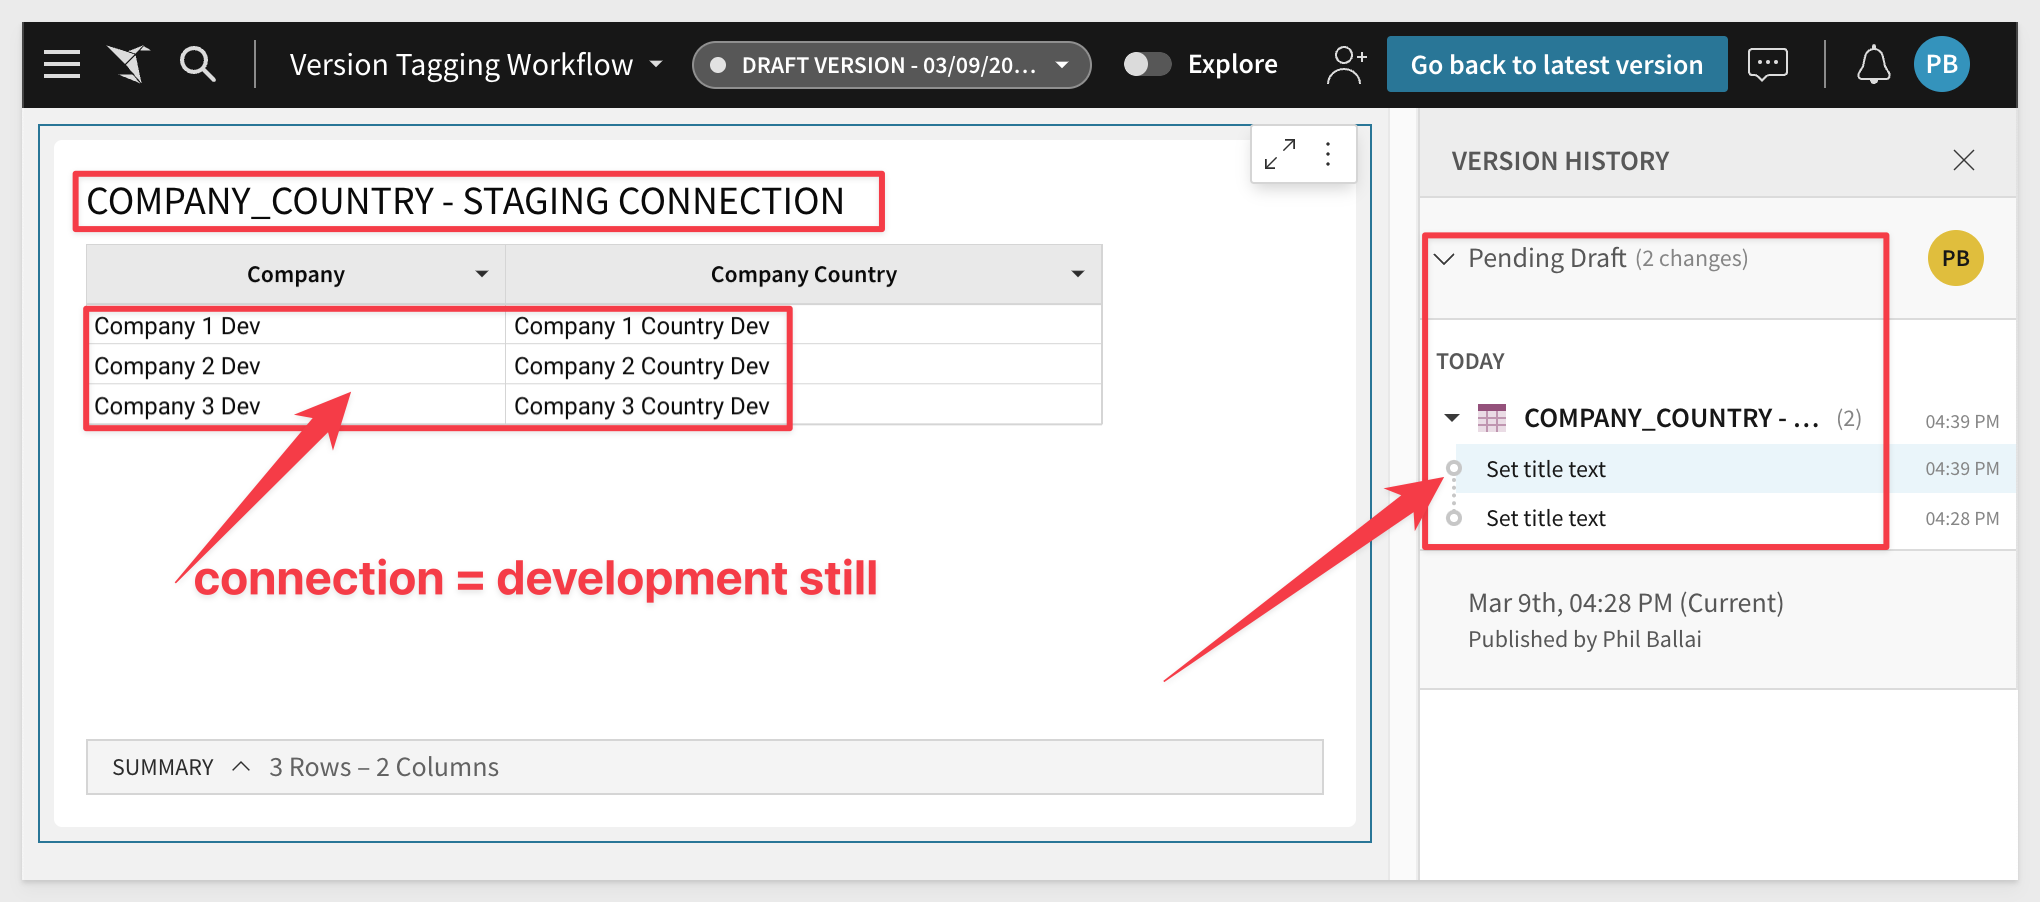 Version Tagging Workflow
DRAFT VERSION - 03/09/20...
Explore
Go back to latest version
PB
COMPANY_COUNTRY - STAGING CONNECTION
Company
Company Country
Company 1 Dev
Company 1 Country Dev
Company 2 Dev
Company 2 Country Dev
Company 3 Dev
Company 3 Country Dev
connection = development still
SUMMARY
3 Rows – 2 Columns
VERSION HISTORY
Pending Draft (2 changes)
PB
TODAY
COMPANY_COUNTRY - ... (2)
04:39 PM
Set title text
04:39 PM
Set title text
04:28 PM
Mar 9th, 04:28 PM (Current)
Published by Phil Ballai